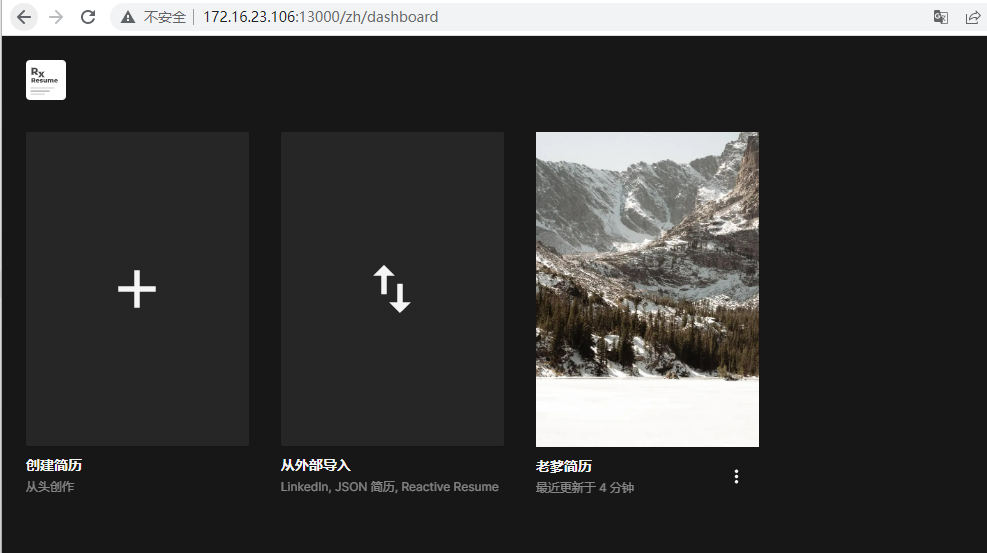 不安全
172.16.23.106:13000/zh/dashboard
Rx
Resume
创建简历
从头创作
从外部导入
LinkedIn, JSON 简历, Reactive Resume
老爹简历
最近更新于 4 分钟